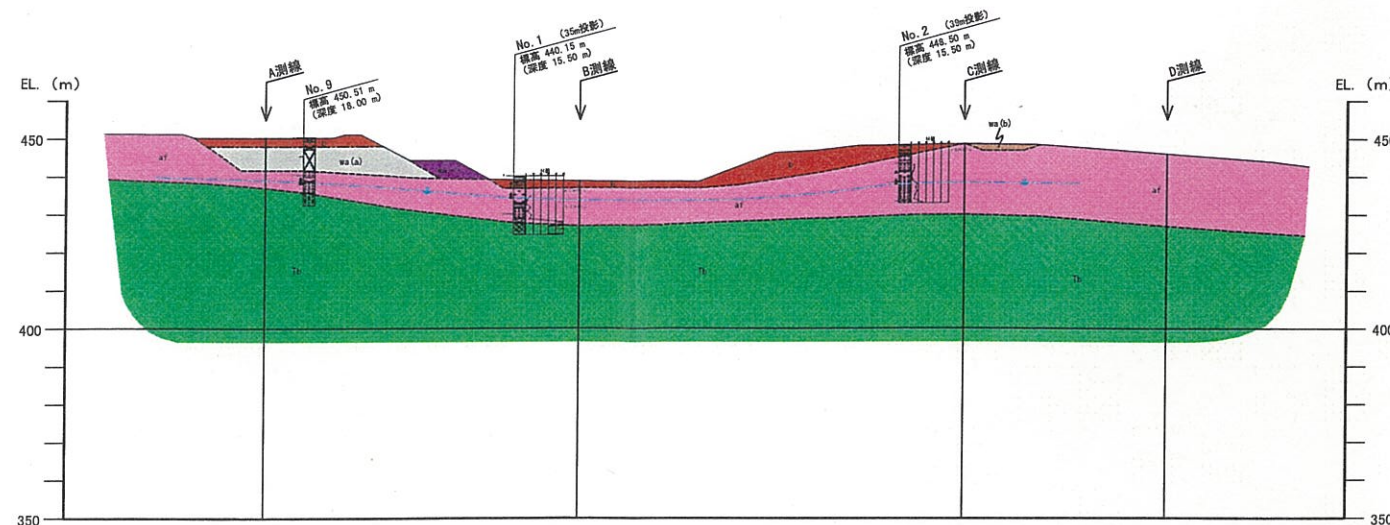 No.1 (35m投影)
標高 440.15 m
(深度 15.50 m)
No.2 (39m投影)
標高 448.50 m
(深度 15.50 m)
A測線
B測線
C測線
D測線
No.9
標高 450.51 m
(深度 18.00 m)
EL. (m)
EL. (m)
450
450
wa(b)
wa(a)
af
af
af
Tb
Tb
Tb
400
400
350
350